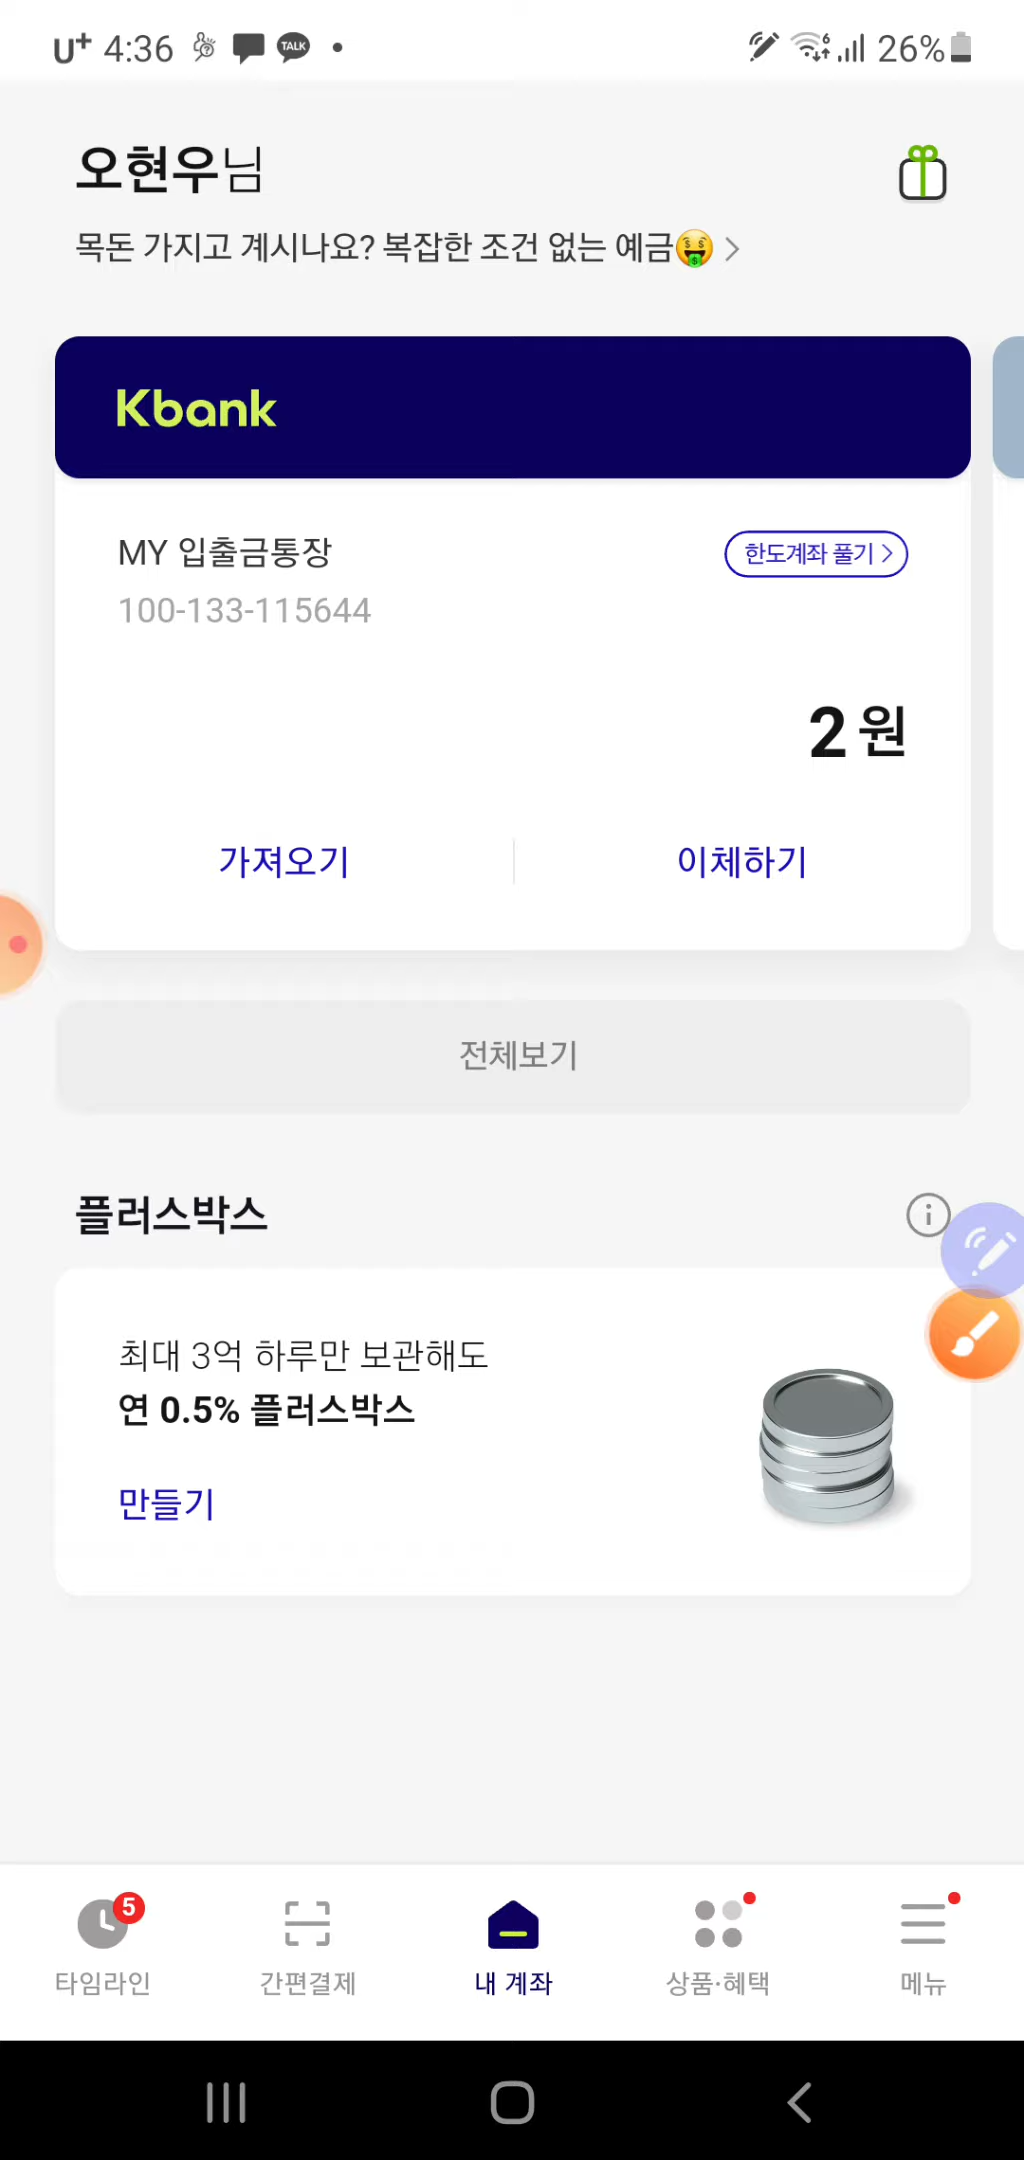 U+ 4:36 TALK 6 26%
오현우님
목돈 가지고 계시나요? 복잡한 조건 없는 예금
Kbank
MY 입출금통장
한도계좌 풀기
100-133-115644
2원
가져오기
이체하기
전체보기
플러스박스
최대 3억 하루만 보관해도
연 0.5% 플러스박스
만들기
5
타임라인
간편결제
내 계좌
상품·혜택
메뉴